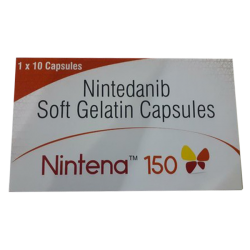 1 x 10 Capsules
Nintedanib
Soft Gelatin Capsules
Nintena™ 150